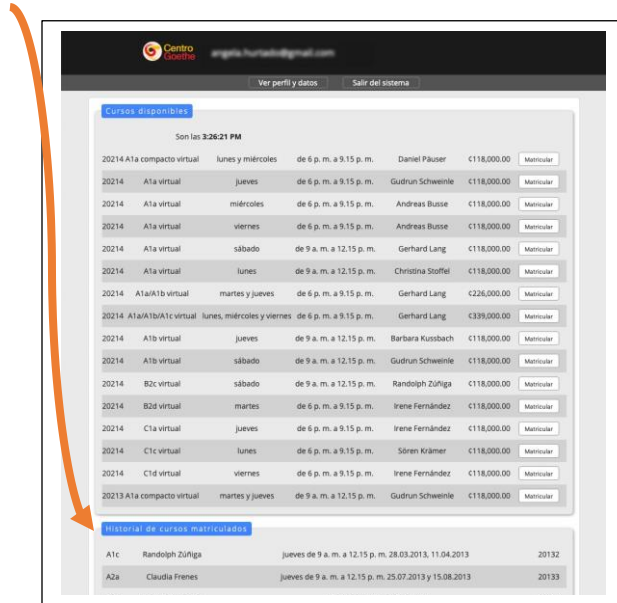 Centro
Goethe
angela.hurtado@gmail.com
Ver perfil y datos Salir del sistema
Cursos disponibles
Son las 3:26:21 PM
20214 A1a compacto virtual lunes y miércoles de 6 p. m. a 9.15 p. m. Daniel Päuser ¢118,000.00 Matricular
20214 A1a virtual jueves de 6 p. m. a 9.15 p. m. Gudrun Schweinle ¢118,000.00 Matricular
20214 A1a virtual miércoles de 6 p. m. a 9.15 p. m. Andreas Busse ¢118,000.00 Matricular
20214 A1a virtual viernes de 6 p. m. a 9.15 p. m. Andreas Busse ¢118,000.00 Matricular
20214 A1a virtual sábado de 9 a. m. a 12.15 p. m. Gerhard Lang ¢118,000.00 Matricular
20214 A1a virtual lunes de 9 a. m. a 12.15 p. m. Christina Stoffel ¢118,000.00 Matricular
20214 A1a/A1b virtual martes y jueves de 6 p. m. a 9.15 p. m. Gerhard Lang ¢226,000.00 Matricular
20214 A1a/A1b/A1c virtual lunes, miércoles y viernes de 6 p. m. a 9.15 p. m. Gerhard Lang ¢339,000.00 Matricular
20214 A1b virtual jueves de 9 a. m. a 12.15 p. m. Barbara Kussbach ¢118,000.00 Matricular
20214 A1b virtual sábado de 9 a. m. a 12.15 p. m. Gudrun Schweinle ¢118,000.00 Matricular
20214 B2c virtual sábado de 9 a. m. a 12.15 p. m. Randolph Zúñiga ¢118,000.00 Matricular
20214 B2d virtual martes de 6 p. m. a 9.15 p. m. Irene Fernández ¢118,000.00 Matricular
20214 C1a virtual jueves de 6 p. m. a 9.15 p. m. Irene Fernández ¢118,000.00 Matricular
20214 C1c virtual lunes de 6 p. m. a 9.15 p. m. Sören Krämer ¢118,000.00 Matricular
20214 C1d virtual viernes de 6 p. m. a 9.15 p. m. Irene Fernández ¢118,000.00 Matricular
20213 A1a compacto virtual martes y jueves de 9 a. m. a 12.15 p. m. Gudrun Schweinle ¢118,000.00 Matricular
Historial de cursos matriculados
A1c Randolph Zúñiga jueves de 9 a. m. a 12.15 p. m. 28.03.2013, 11.04.2013 20132
A2a Claudia Frenes jueves de 9 a. m. a 12.15 p. m. 25.07.2013 y 15.08.2013 20133